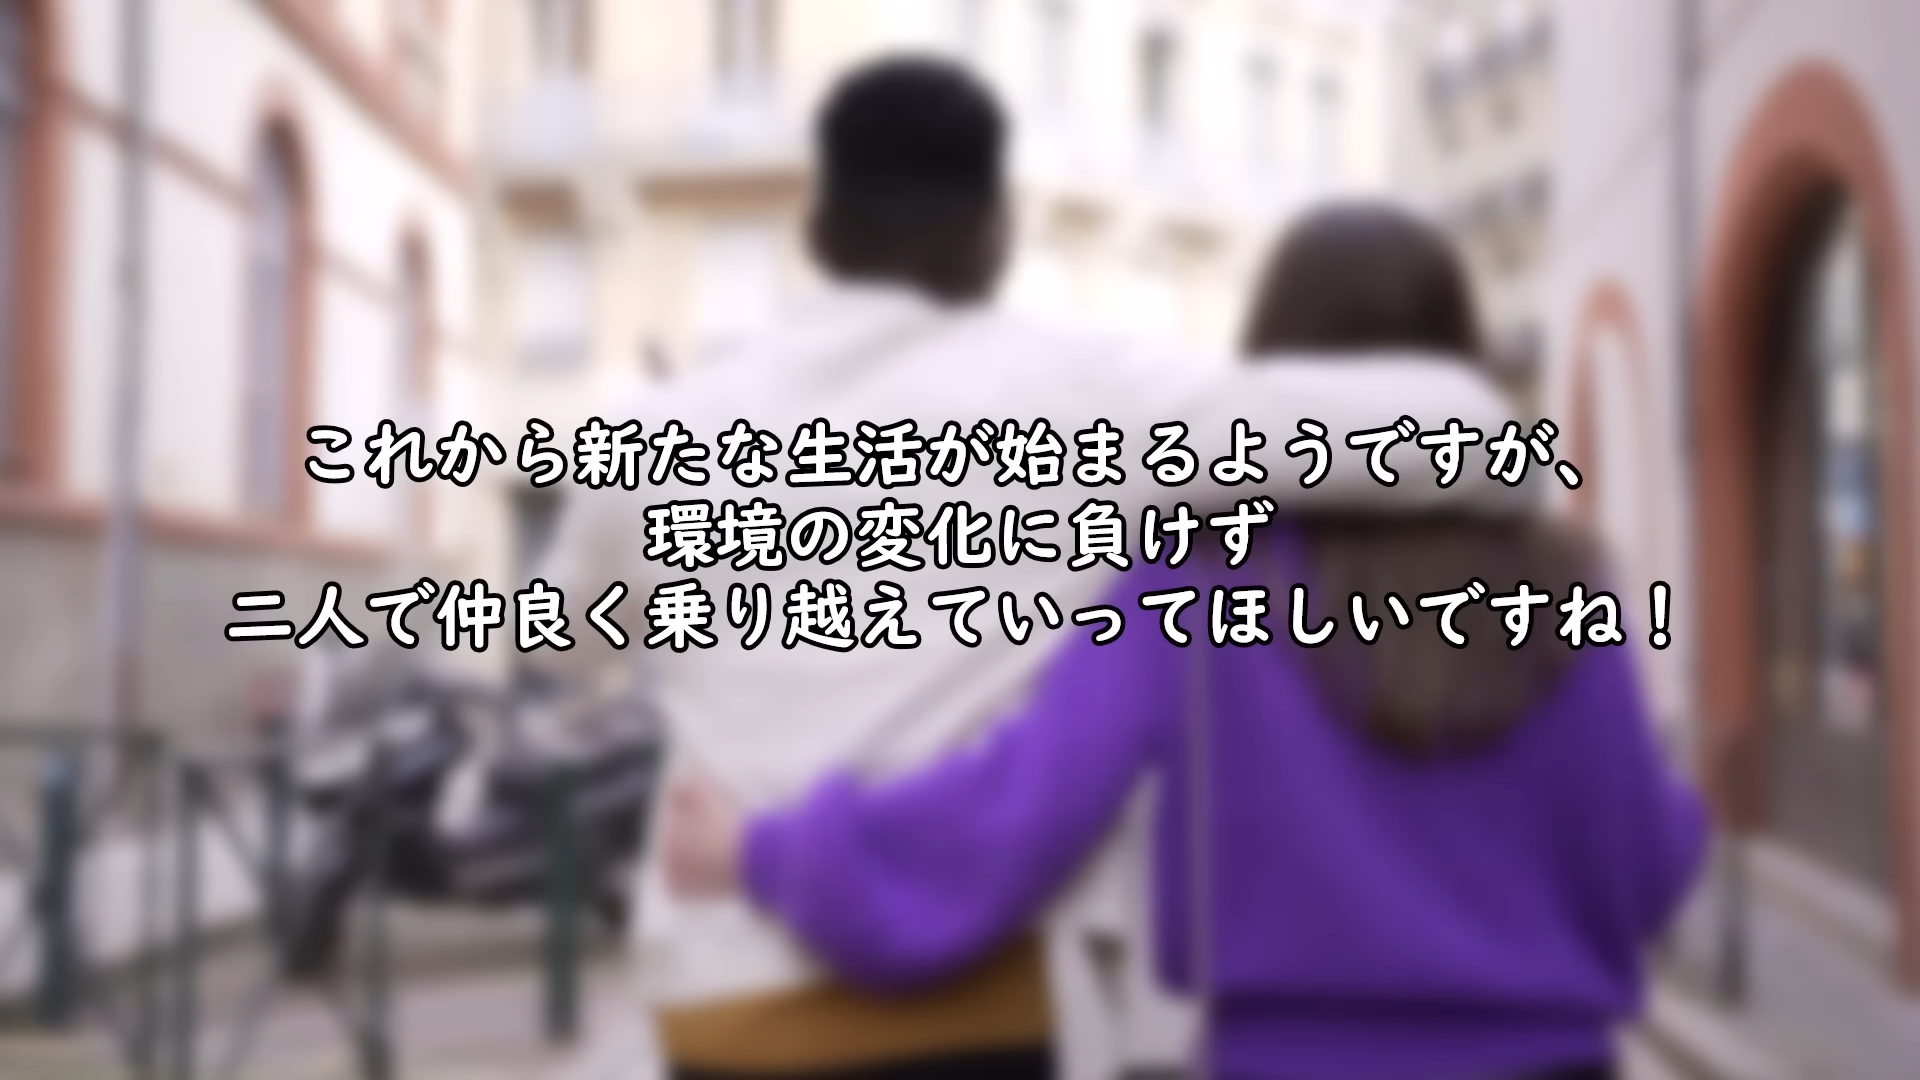 これから新たな生活が始まるようですが、
環境の変化に負けず
二人で仲良く乗り越えていってほしいですね！